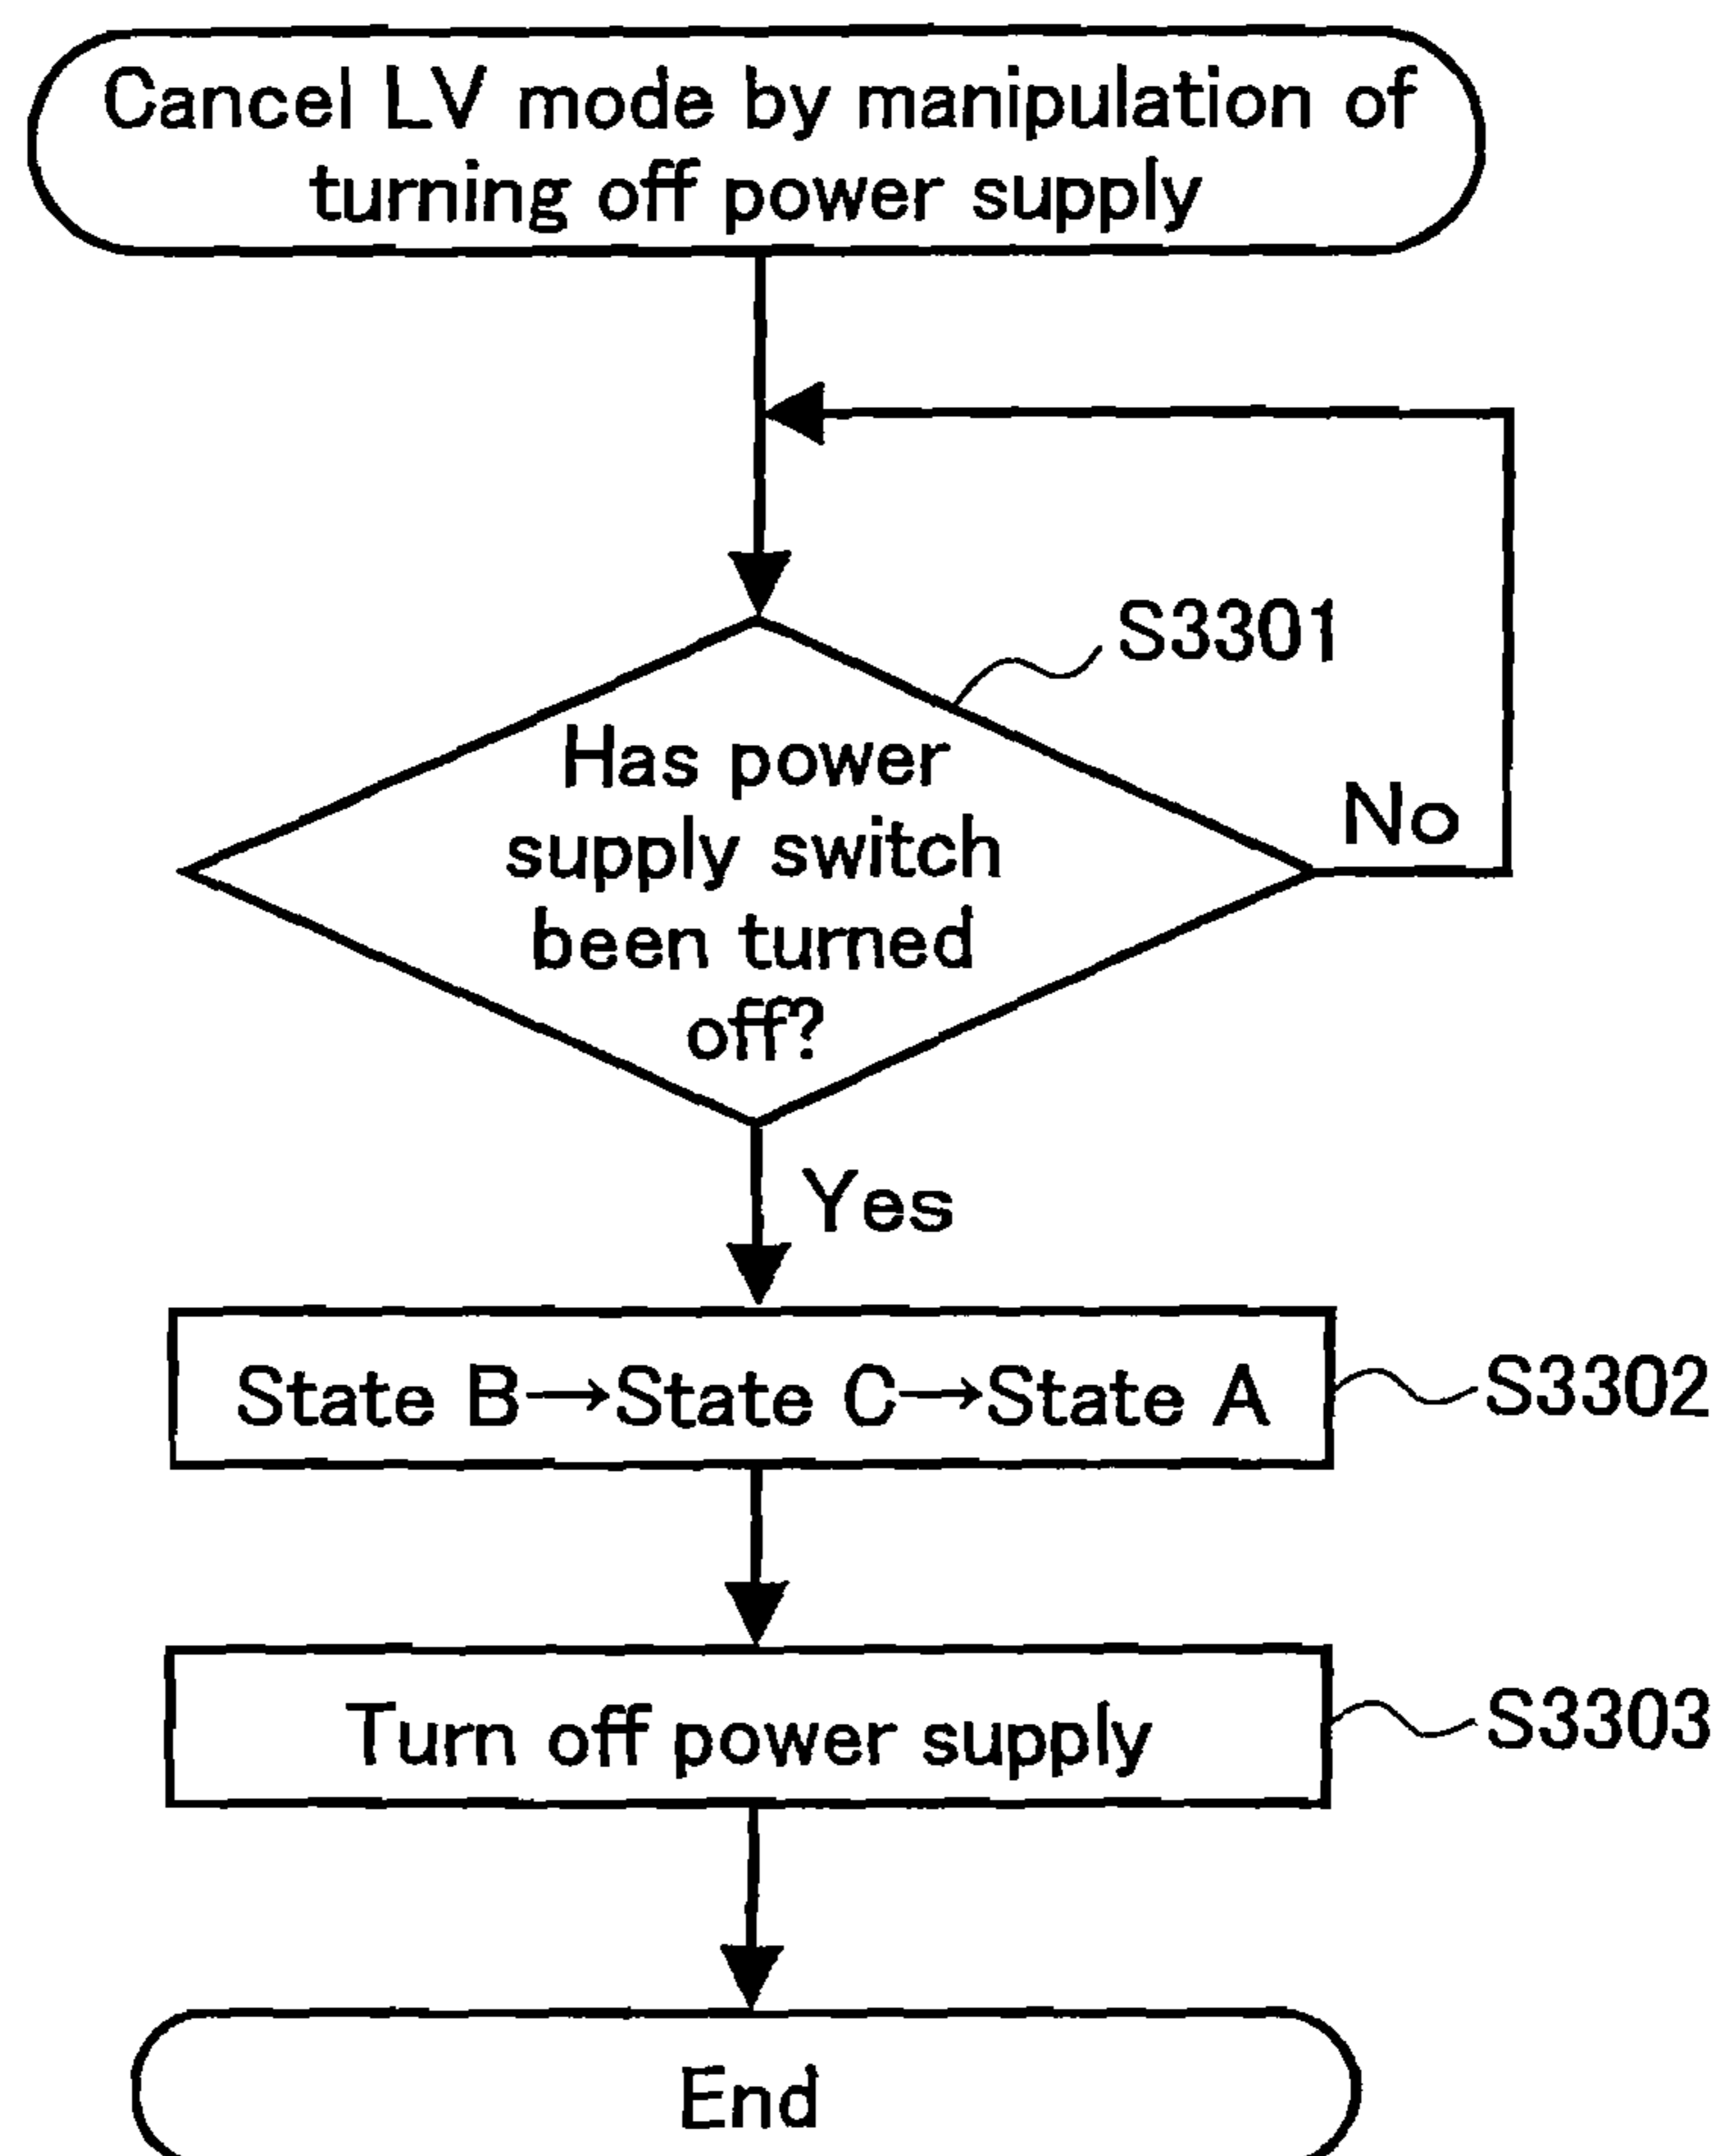 Cancel LV mode by manipulation of
turning off power supply
S3301
Has power
supply switch
been turned
off?
No
Yes
State B→State C→State A
S3302
Turn off power supply
S3303
End